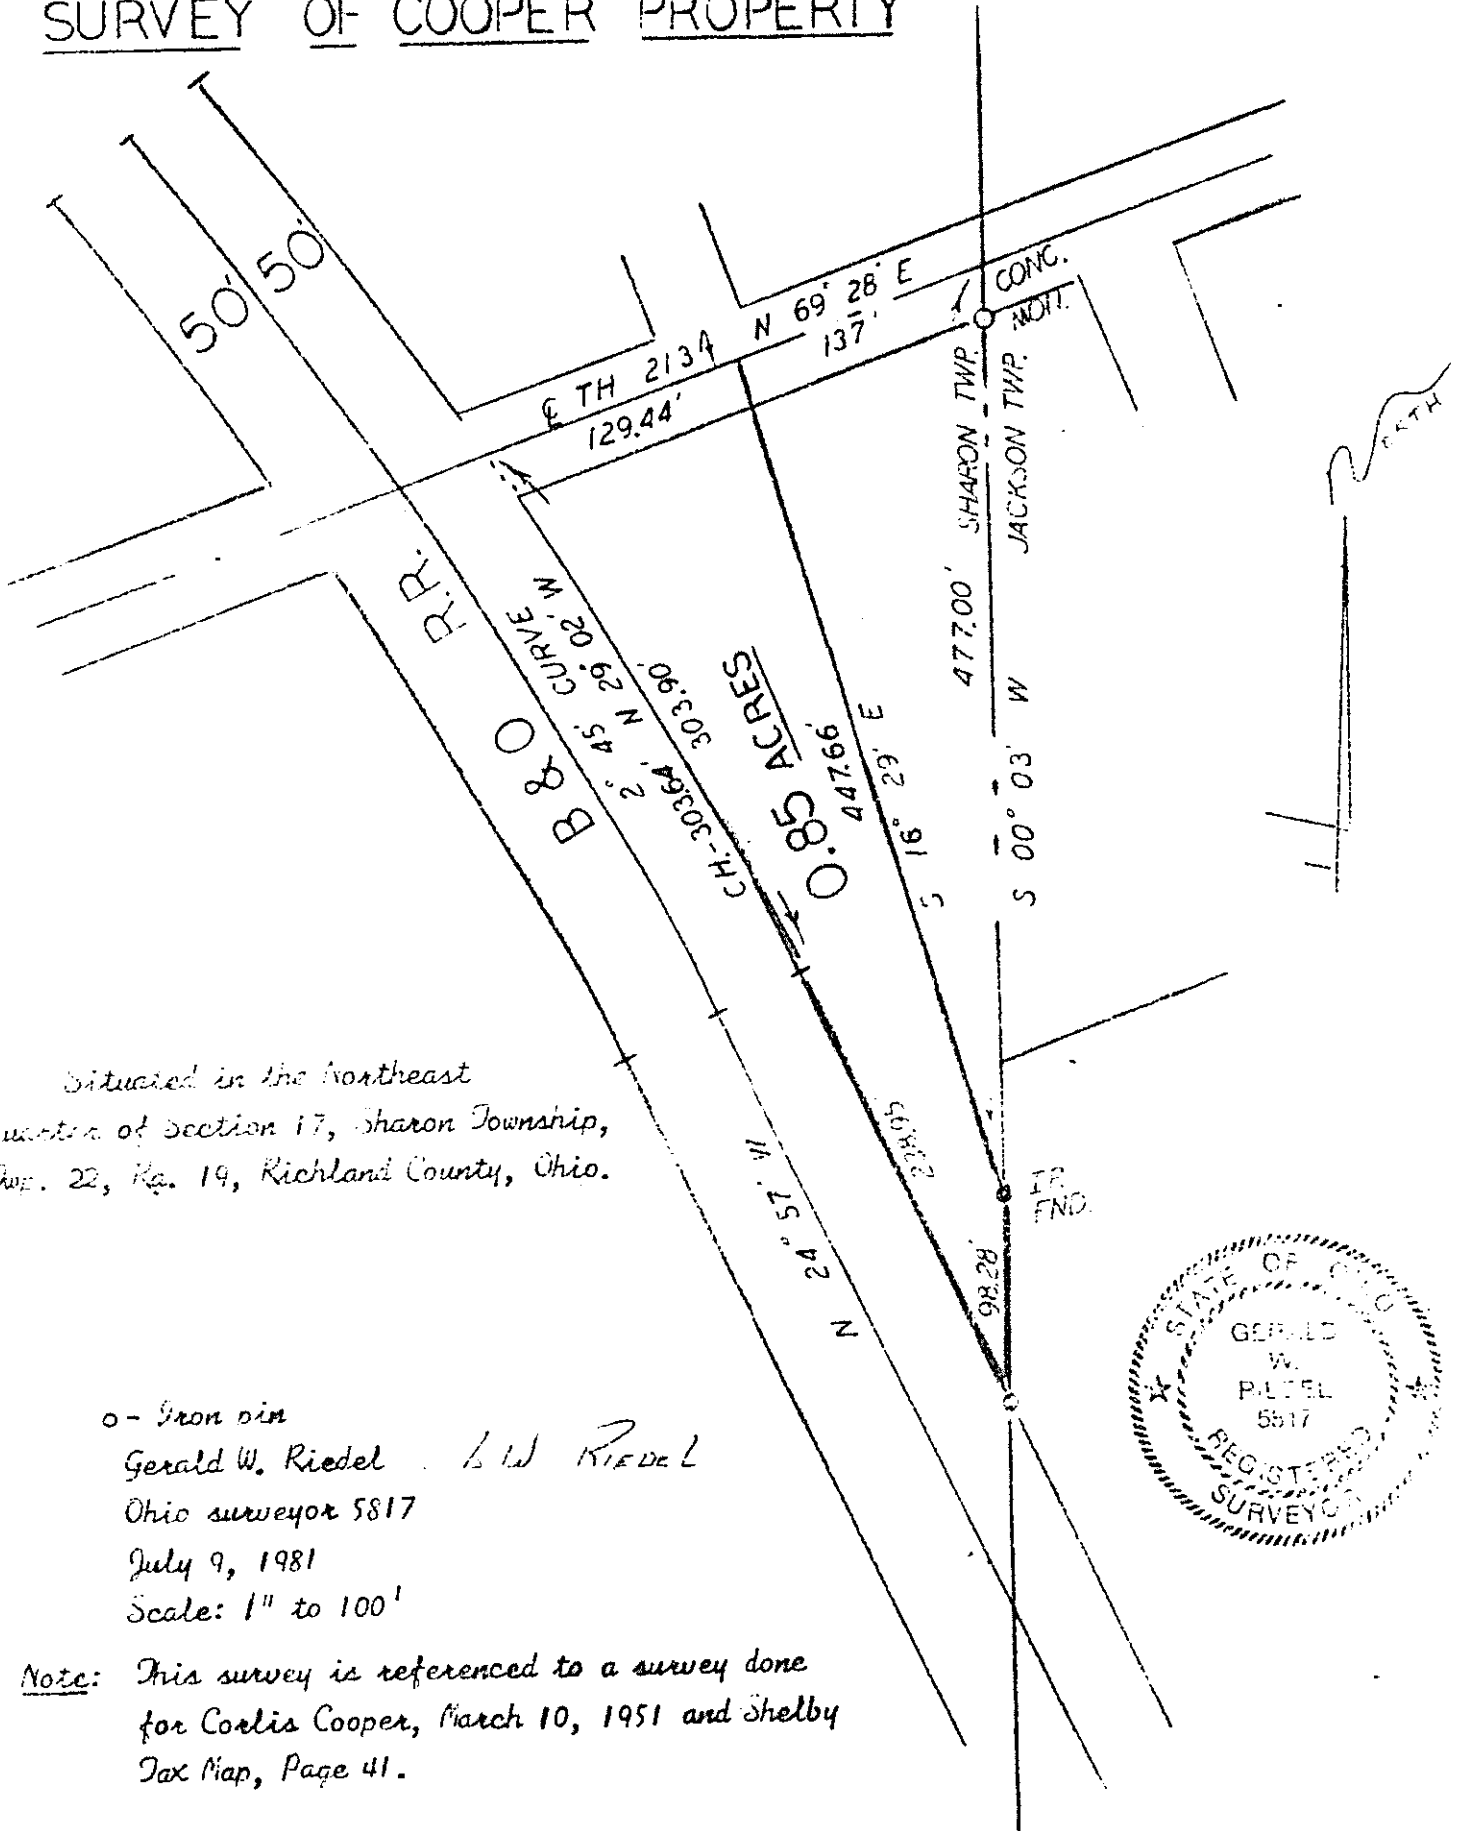 SURVEY OF COOPER PROPERTY
50' 50'
℄ TH 213A N 69° 28' E
129.44' 137'
CONC.
MON.
SHARON TWP.
JACKSON TWP.
NORTH
477.00'
S 00° 03' W
B & O R.R.
2° 45' CURVE
N 29° 02' W
CH.-303.64' 303.90'
0.85 ACRES
447.66'
S 16° 29' E
238.95'
N 24° 57' W
98.28'
FND.
Situated in the Northeast
of Section 17, Sharon Township,
22, Ra. 19, Richland County, Ohio.
o - Iron pin
Gerald W. Riedel RIEDEL
Ohio surveyor 5817
July 9, 1981
Scale: 1" to 100'
Note: This survey is referenced to a survey done
for Corlis Cooper, March 10, 1951 and Shelby
Tax Map, Page 41.
STATE OF OHIO
GERALD
W.
RIEDEL
5817
REGISTERED
SURVEYOR